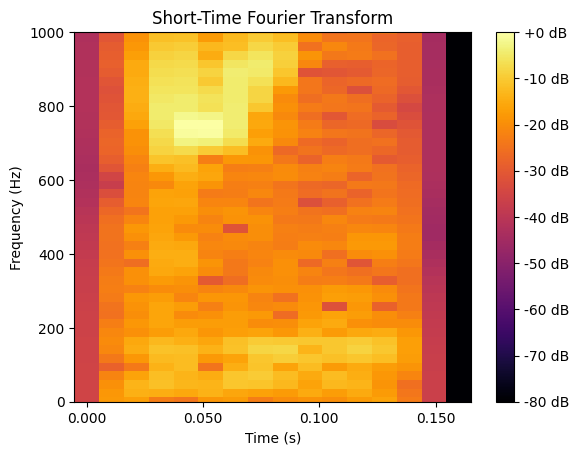 Short-Time Fourier Transform
1000
800
600
400
200
0
Frequency (Hz)
0.000
0.050
0.100
0.150
Time (s)
+0 dB
-10 dB
-20 dB
-30 dB
-40 dB
-50 dB
-60 dB
-70 dB
-80 dB